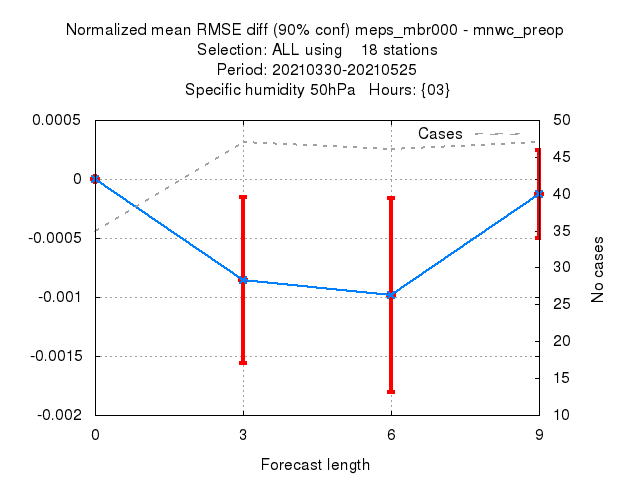 Normalized mean RMSE diff (90% conf) meps_mbr000 - mnwc_preop
Selection: ALL using    18 stations
Period: 20210330-20210525
Specific humidity 50hPa   Hours: {03}
Cases
0.0005
0
-0.0005
-0.001
-0.0015
-0.002
50
45
40
35
30
25
20
15
10
No cases
0 3 6 9
Forecast length